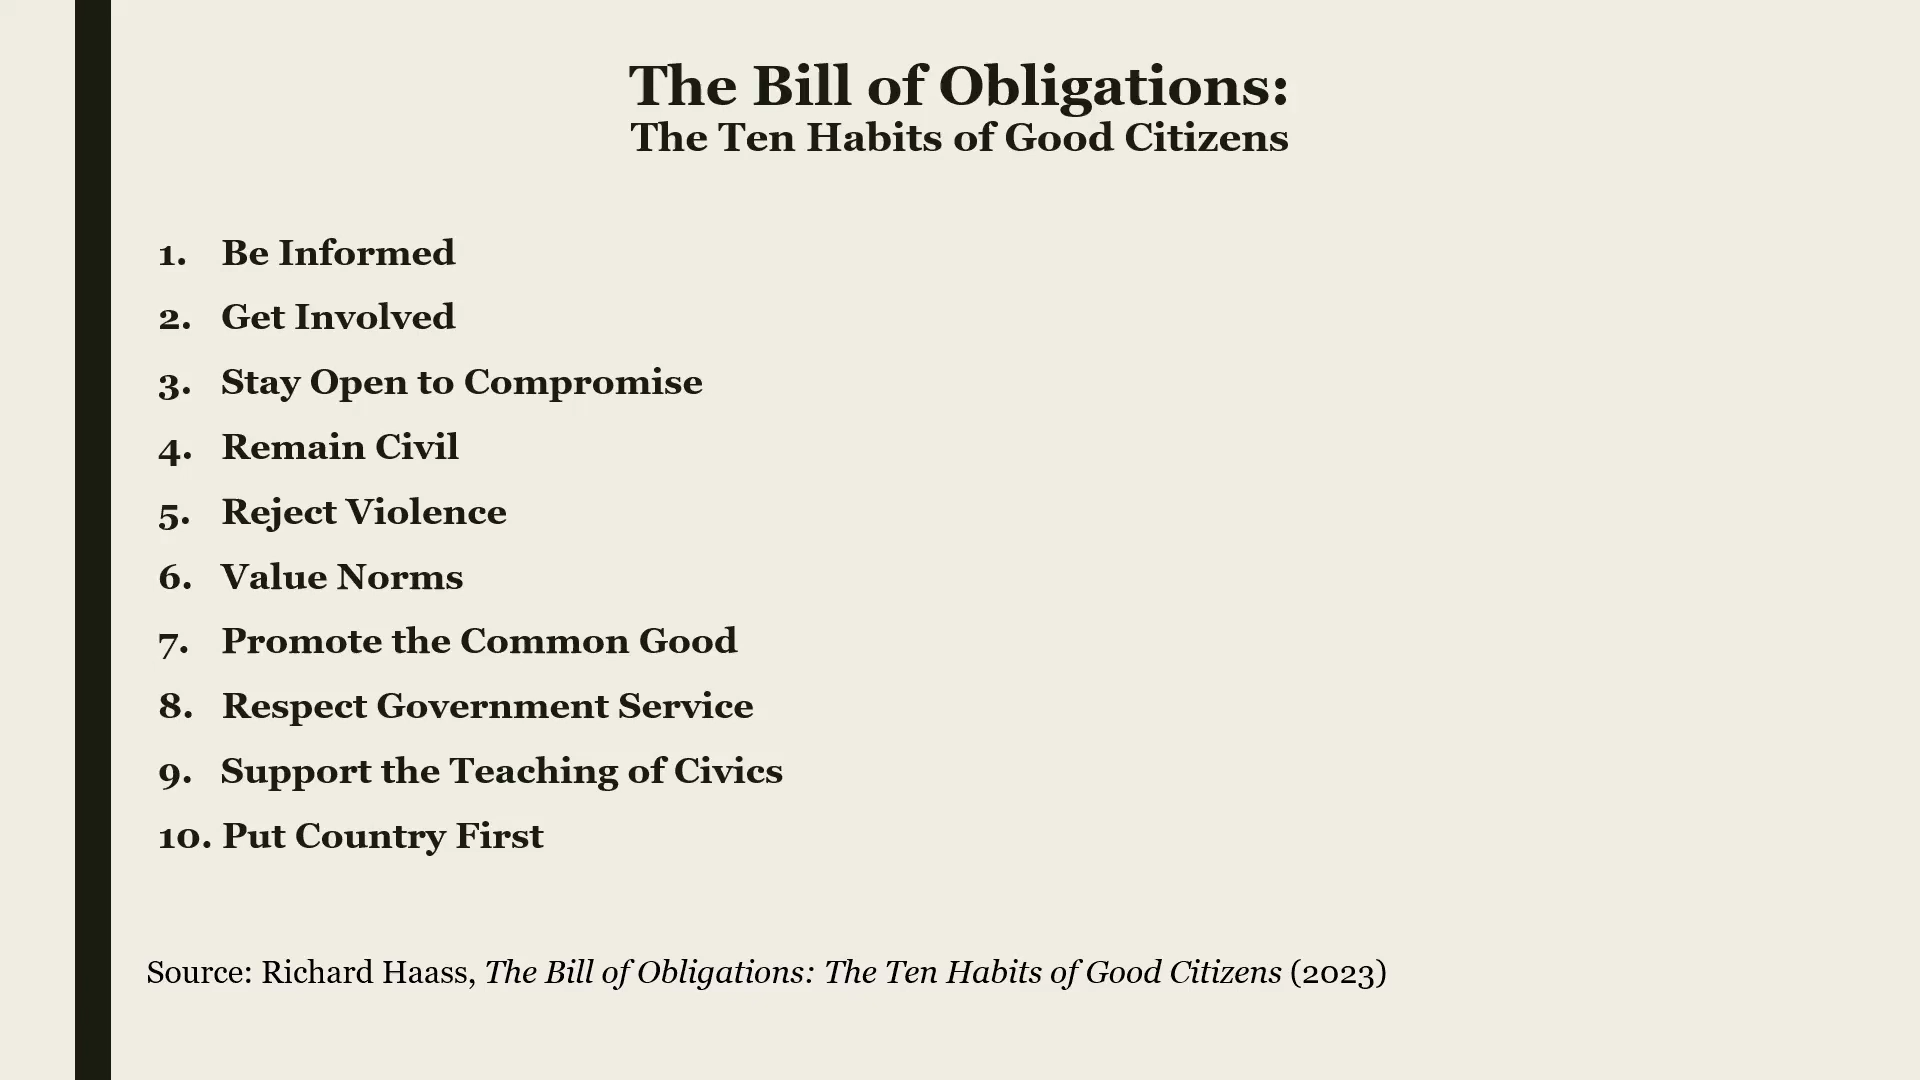 The Bill of Obligations:
The Ten Habits of Good Citizens
1. Be Informed
2. Get Involved
3. Stay Open to Compromise
4. Remain Civil
5. Reject Violence
6. Value Norms
7. Promote the Common Good
8. Respect Government Service
9. Support the Teaching of Civics
10. Put Country First
Source: Richard Haass, The Bill of Obligations: The Ten Habits of Good Citizens (2023)